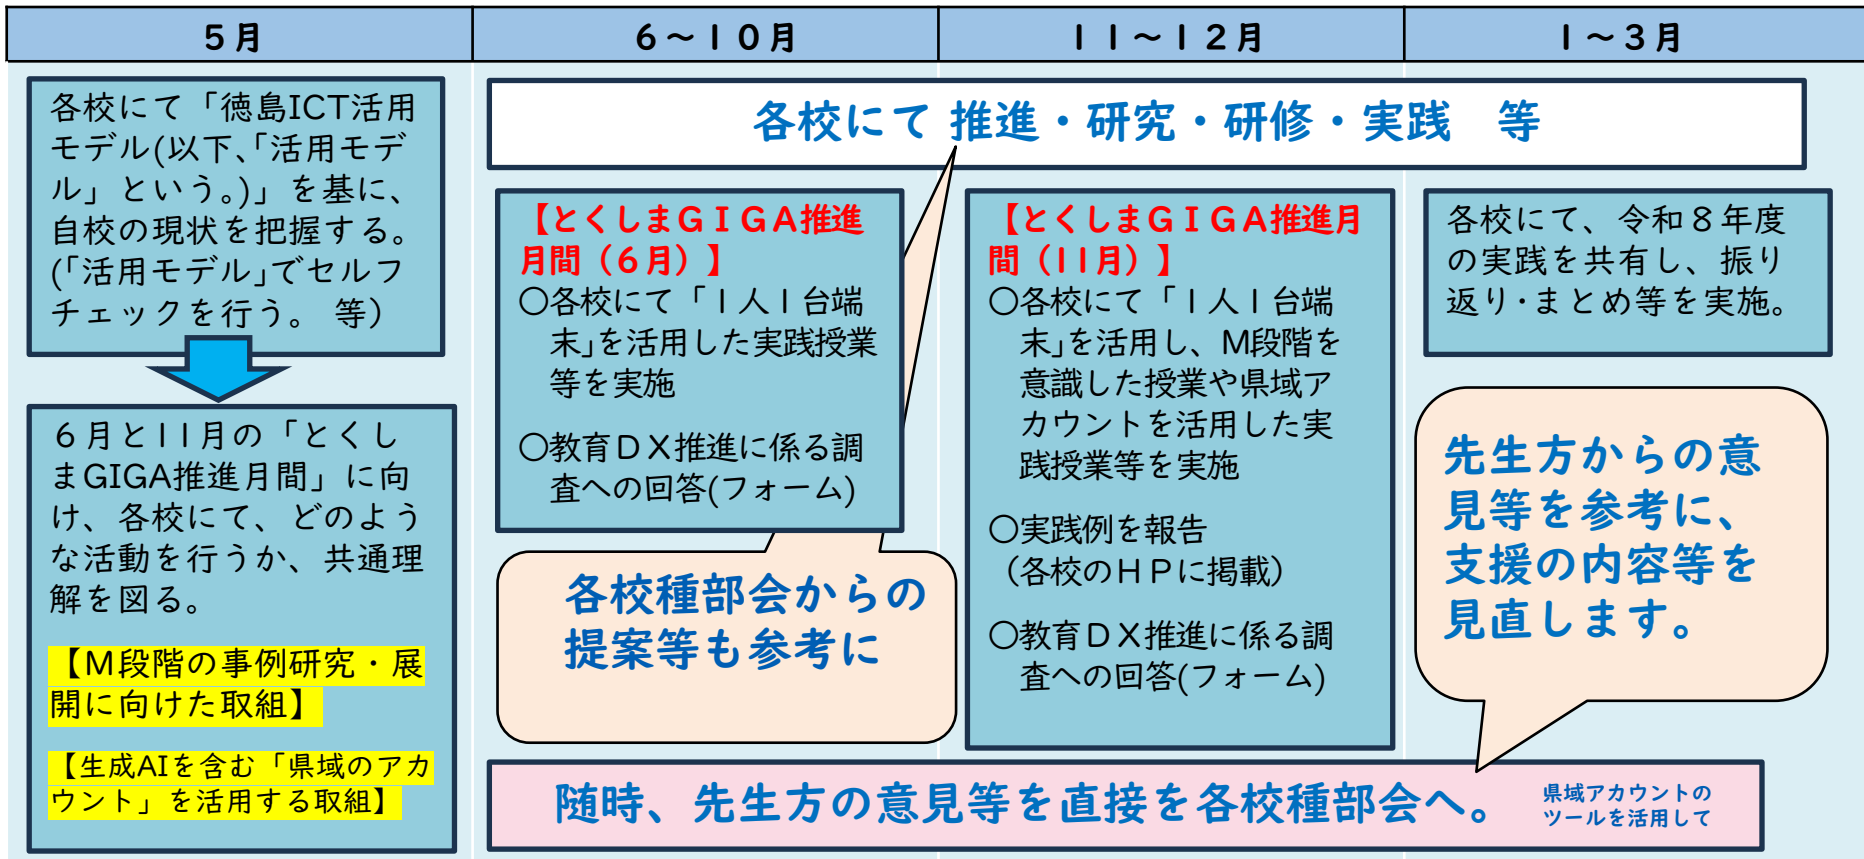 5月
6～10月
11～12月
1～3月
各校にて「徳島ICT活用
モデル(以下、「活用モデ
ル」という。)」を基に、
自校の現状を把握する。
(「活用モデル」でセルフ
チェックを行う。 等)
6月と11月の「とくし
まGIGA推進月間」に向
け、各校にて、どのよう
な活動を行うか、共通理
解を図る。
【M段階の事例研究・展
開に向けた取組】
【生成AIを含む「県域のアカ
ウント」を活用する取組】
各校にて 推進・研究・研修・実践 等
【とくしまＧＩＧＡ推進
月間（6月）】
○各校にて「1人1台端
末」を活用した実践授業
等を実施
○教育ＤＸ推進に係る調
査への回答(フォーム)
各校種部会からの
提案等も参考に
【とくしまＧＩＧＡ推進月
間（11月）】
○各校にて「1人1台端
末」を活用し、M段階を
意識した授業や県域ア
カウントを活用した実
践授業等を実施
○実践例を報告
（各校のＨＰに掲載）
○教育ＤＸ推進に係る調
査への回答(フォーム)
各校にて、令和８年度
の実践を共有し、振り
返り･まとめ等を実施。
先生方からの意
見等を参考に、
支援の内容等を
見直します。
随時、先生方の意見等を直接を各校種部会へ。
県域アカウントの
ツールを活用して